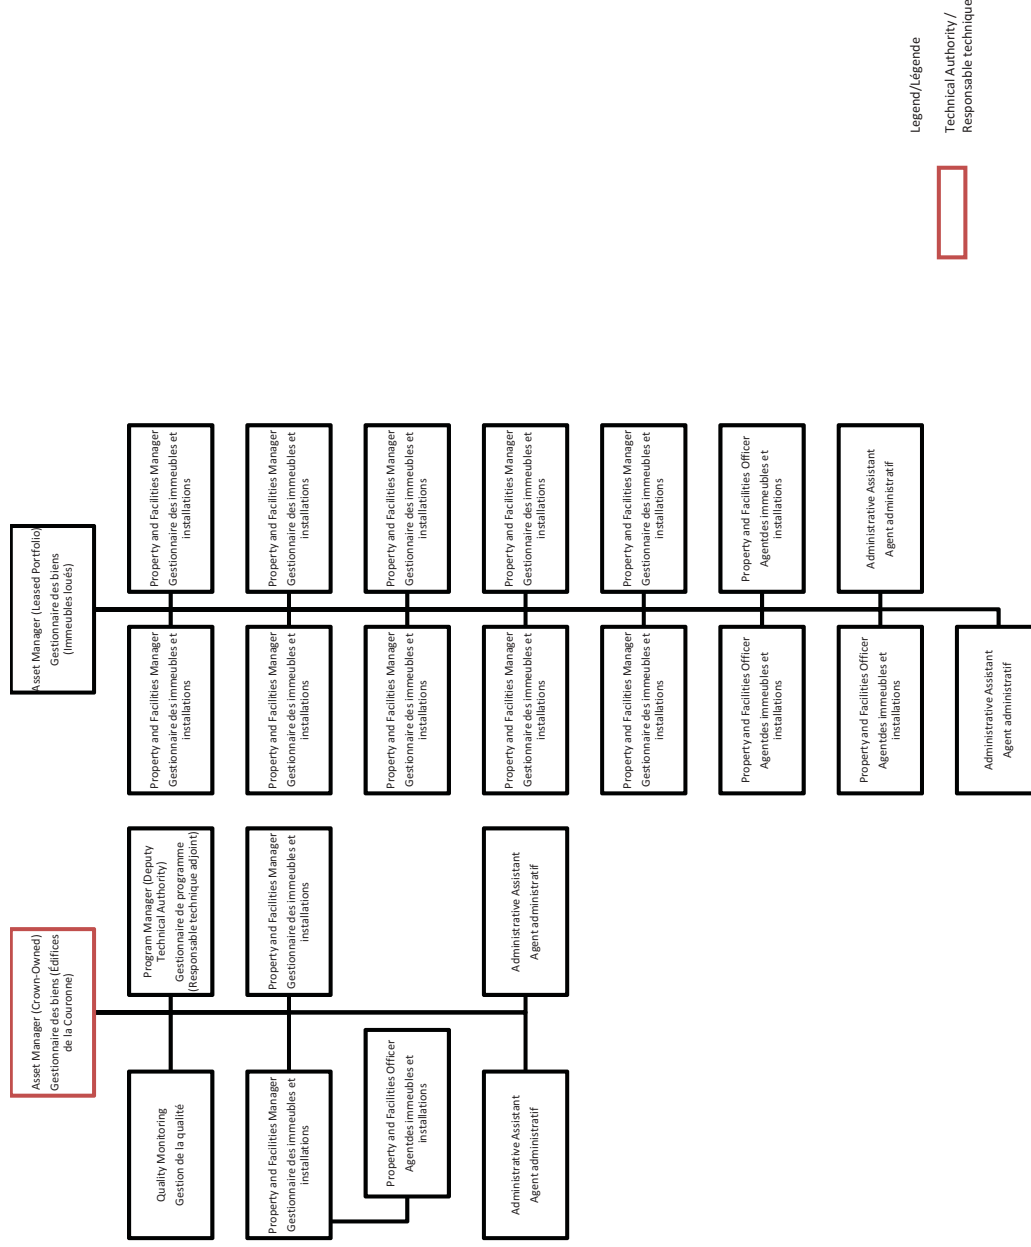 Asset Manager (Crown-Owned)
Gestionnaire des biens (Édifices
de la Couronne)
Quality Monitoring
Gestion de la qualité
Program Manager (Deputy
Technical Authority)
Gestionnaire de programme
(Responsable technique adjoint)
Property and Facilities Manager
Gestionnaire des immeubles et
installations
Property and Facilities Manager
Gestionnaire des immeubles et
installations
Property and Facilities Officer
Agentdes immeubles et
installations
Administrative Assistant
Agent administratif
Administrative Assistant
Agent administratif
Asset Manager (Leased Portfolio)
Gestionnaire des biens
(Immeubles loués)
Property and Facilities Manager
Gestionnaire des immeubles et
installations
Property and Facilities Manager
Gestionnaire des immeubles et
installations
Property and Facilities Manager
Gestionnaire des immeubles et
installations
Property and Facilities Manager
Gestionnaire des immeubles et
installations
Property and Facilities Manager
Gestionnaire des immeubles et
installations
Property and Facilities Manager
Gestionnaire des immeubles et
installations
Property and Facilities Manager
Gestionnaire des immeubles et
installations
Property and Facilities Manager
Gestionnaire des immeubles et
installations
Property and Facilities Manager
Gestionnaire des immeubles et
installations
Property and Facilities Manager
Gestionnaire des immeubles et
installations
Property and Facilities Officer
Agentdes immeubles et
installations
Property and Facilities Officer
Agentdes immeubles et
installations
Property and Facilities Officer
Agentdes immeubles et
installations
Administrative Assistant
Agent administratif
Administrative Assistant
Agent administratif
Legend/Légende
Technical Authority /
Responsable technique